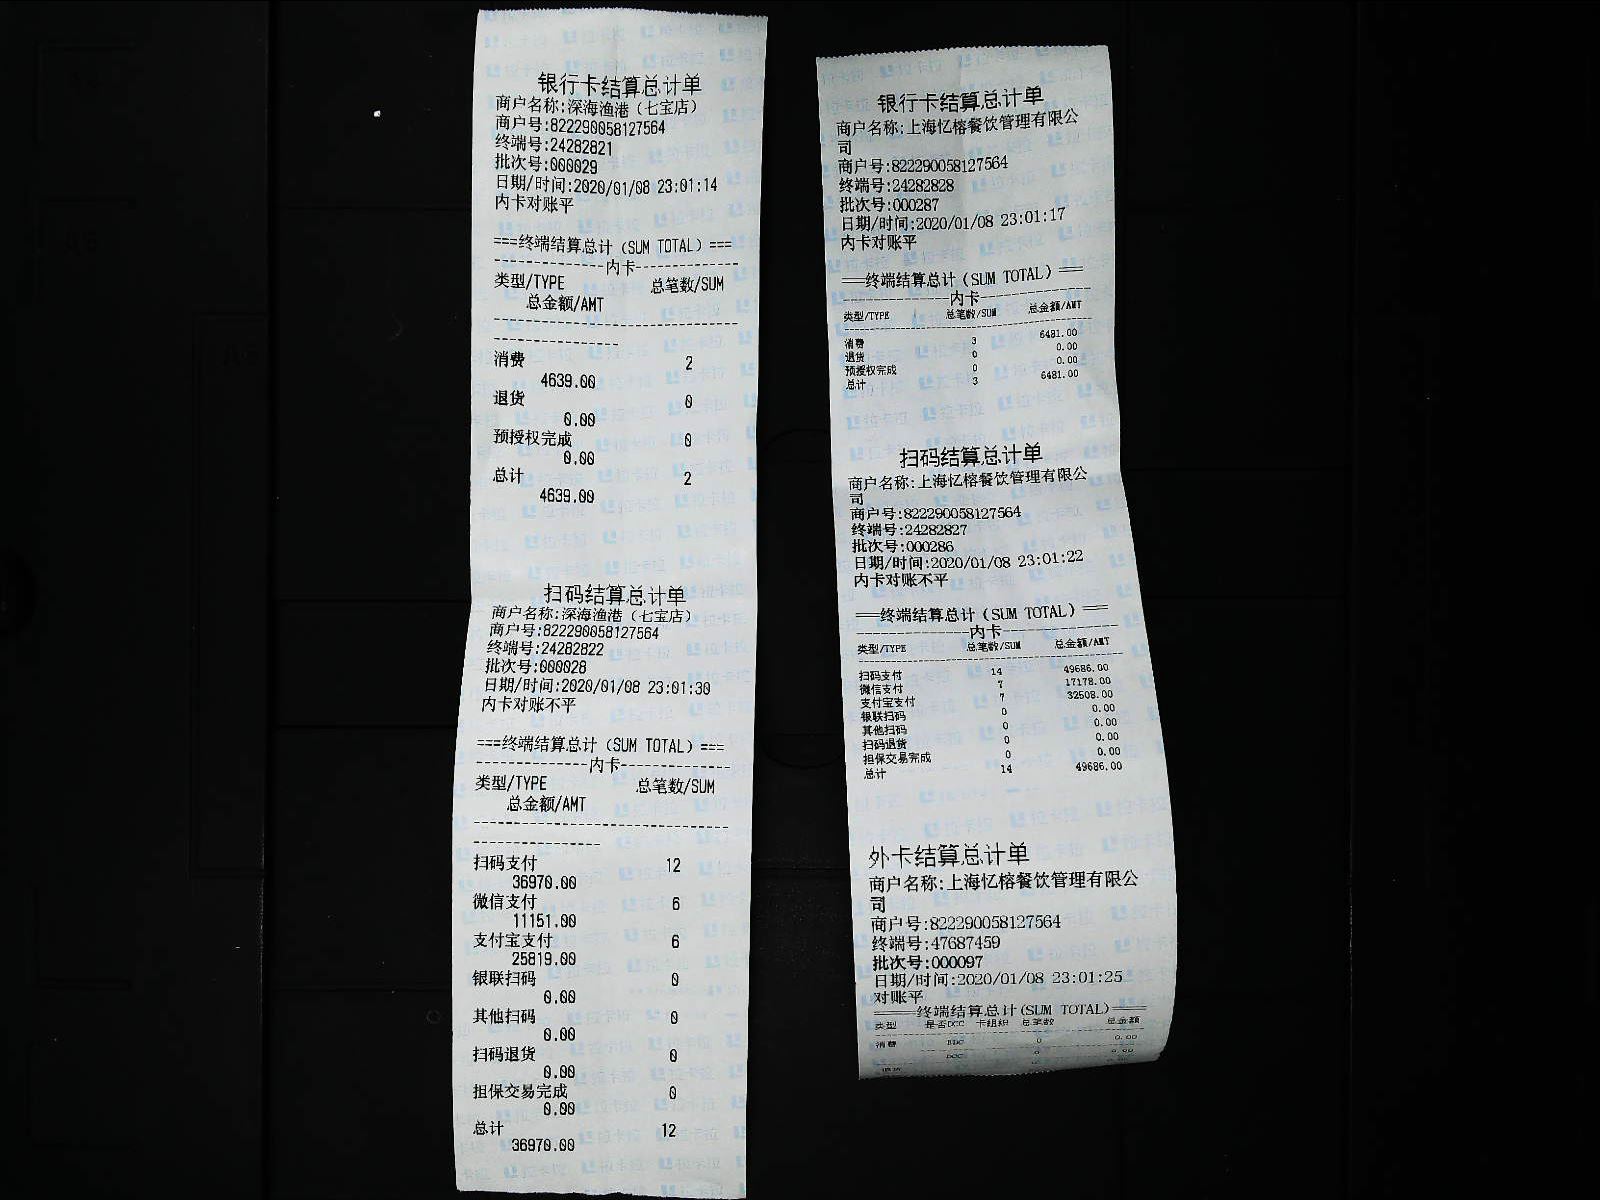 银行卡结算总计单
商户名称:深海渔港（七宝店）
商户号:822290058127564
终端号:24282821
批次号:000029
日期/时间:2020/01/08 23:01:14
内卡对账平
===终端结算总计（SUM TOTAL）===
---------------内卡---------------
类型/TYPE 总笔数/SUM
总金额/AMT
消费 2
4639.00
退货 0
0.00
预授权完成 0
0.00
总计 2
4639.00
扫码结算总计单
商户名称:深海渔港（七宝店）
商户号:822290058127564
终端号:24282822
批次号:000028
日期/时间:2020/01/08 23:01:30
内卡对账不平
===终端结算总计（SUM TOTAL）===
---------------内卡---------------
类型/TYPE 总笔数/SUM
总金额/AMT
扫码支付 12
36970.00
微信支付 6
11151.00
支付宝支付 6
25819.00
银联扫码 0
0.00
其他扫码 0
0.00
扫码退货 0
0.00
担保交易完成 0
0.00
总计 12
36970.00
银行卡结算总计单
商户名称:上海忆榕餐饮管理有限公
司
商户号:822290058127564
终端号:24282828
批次号:000287
日期/时间:2020/01/08 23:01:17
内卡对账平
===终端结算总计（SUM TOTAL）===
---------------内卡---------------
类型/TYPE 总笔数/SUM 总金额/AMT
消费 3 6481.00
退货 0 0.00
预授权完成 0 0.00
总计 3 6481.00
扫码结算总计单
商户名称:上海忆榕餐饮管理有限公
司
商户号:822290058127564
终端号:24282827
批次号:000286
日期/时间:2020/01/08 23:01:22
内卡对账不平
===终端结算总计（SUM TOTAL）===
---------------内卡---------------
类型/TYPE 总笔数/SUM 总金额/AMT
扫码支付 14 49686.00
微信支付 7 17178.00
支付宝支付 7 32508.00
银联扫码 0 0.00
其他扫码 0 0.00
扫码退货 0 0.00
担保交易完成 0 0.00
总计 14 49686.00
外卡结算总计单
商户名称:上海忆榕餐饮管理有限公
司
商户号:822290058127564
终端号:47687459
批次号:000097
日期/时间:2020/01/08 23:01:25
对账平
===终端结算总计(SUM TOTAL)===
类型 是否DCC 卡组织 总笔数 总金额
消费 EDC 0 0.00
DCC 0 0.00